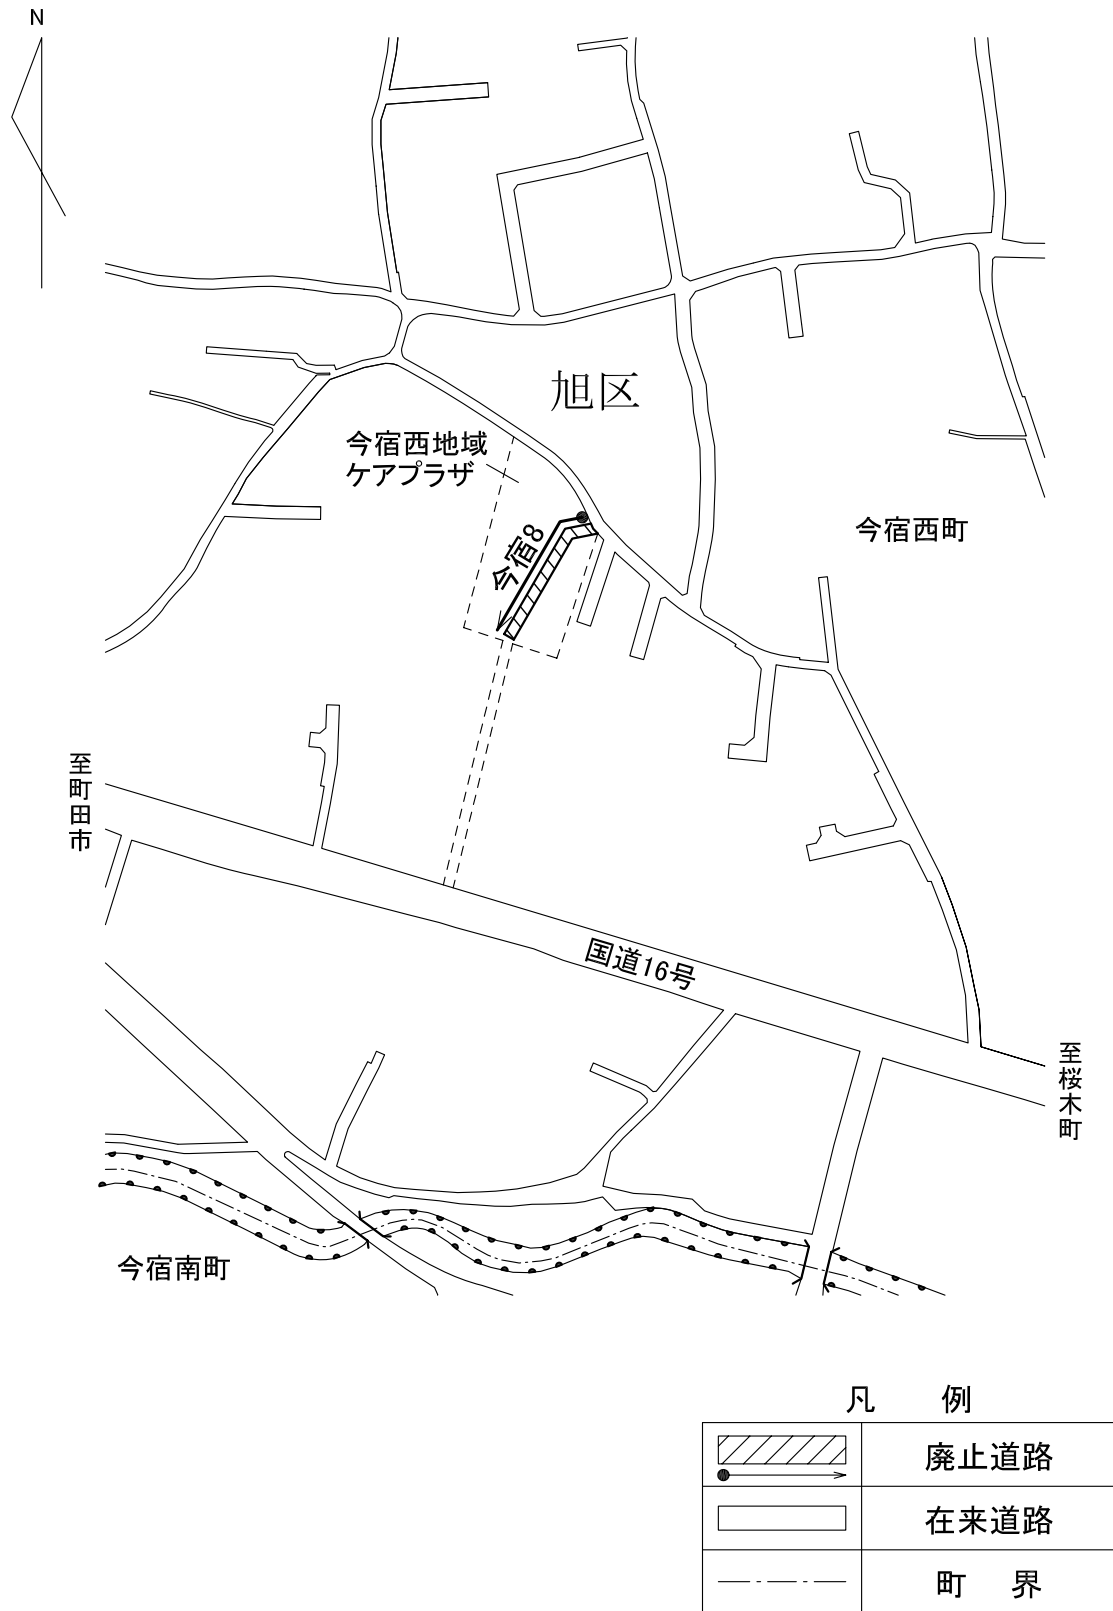 N
旭区
今宿西地域
ケアプラザ
今宿西町
今宿8
至町田市
国道16号
至桜木町
今宿南町
凡　例
廃止道路
在来道路
町　界